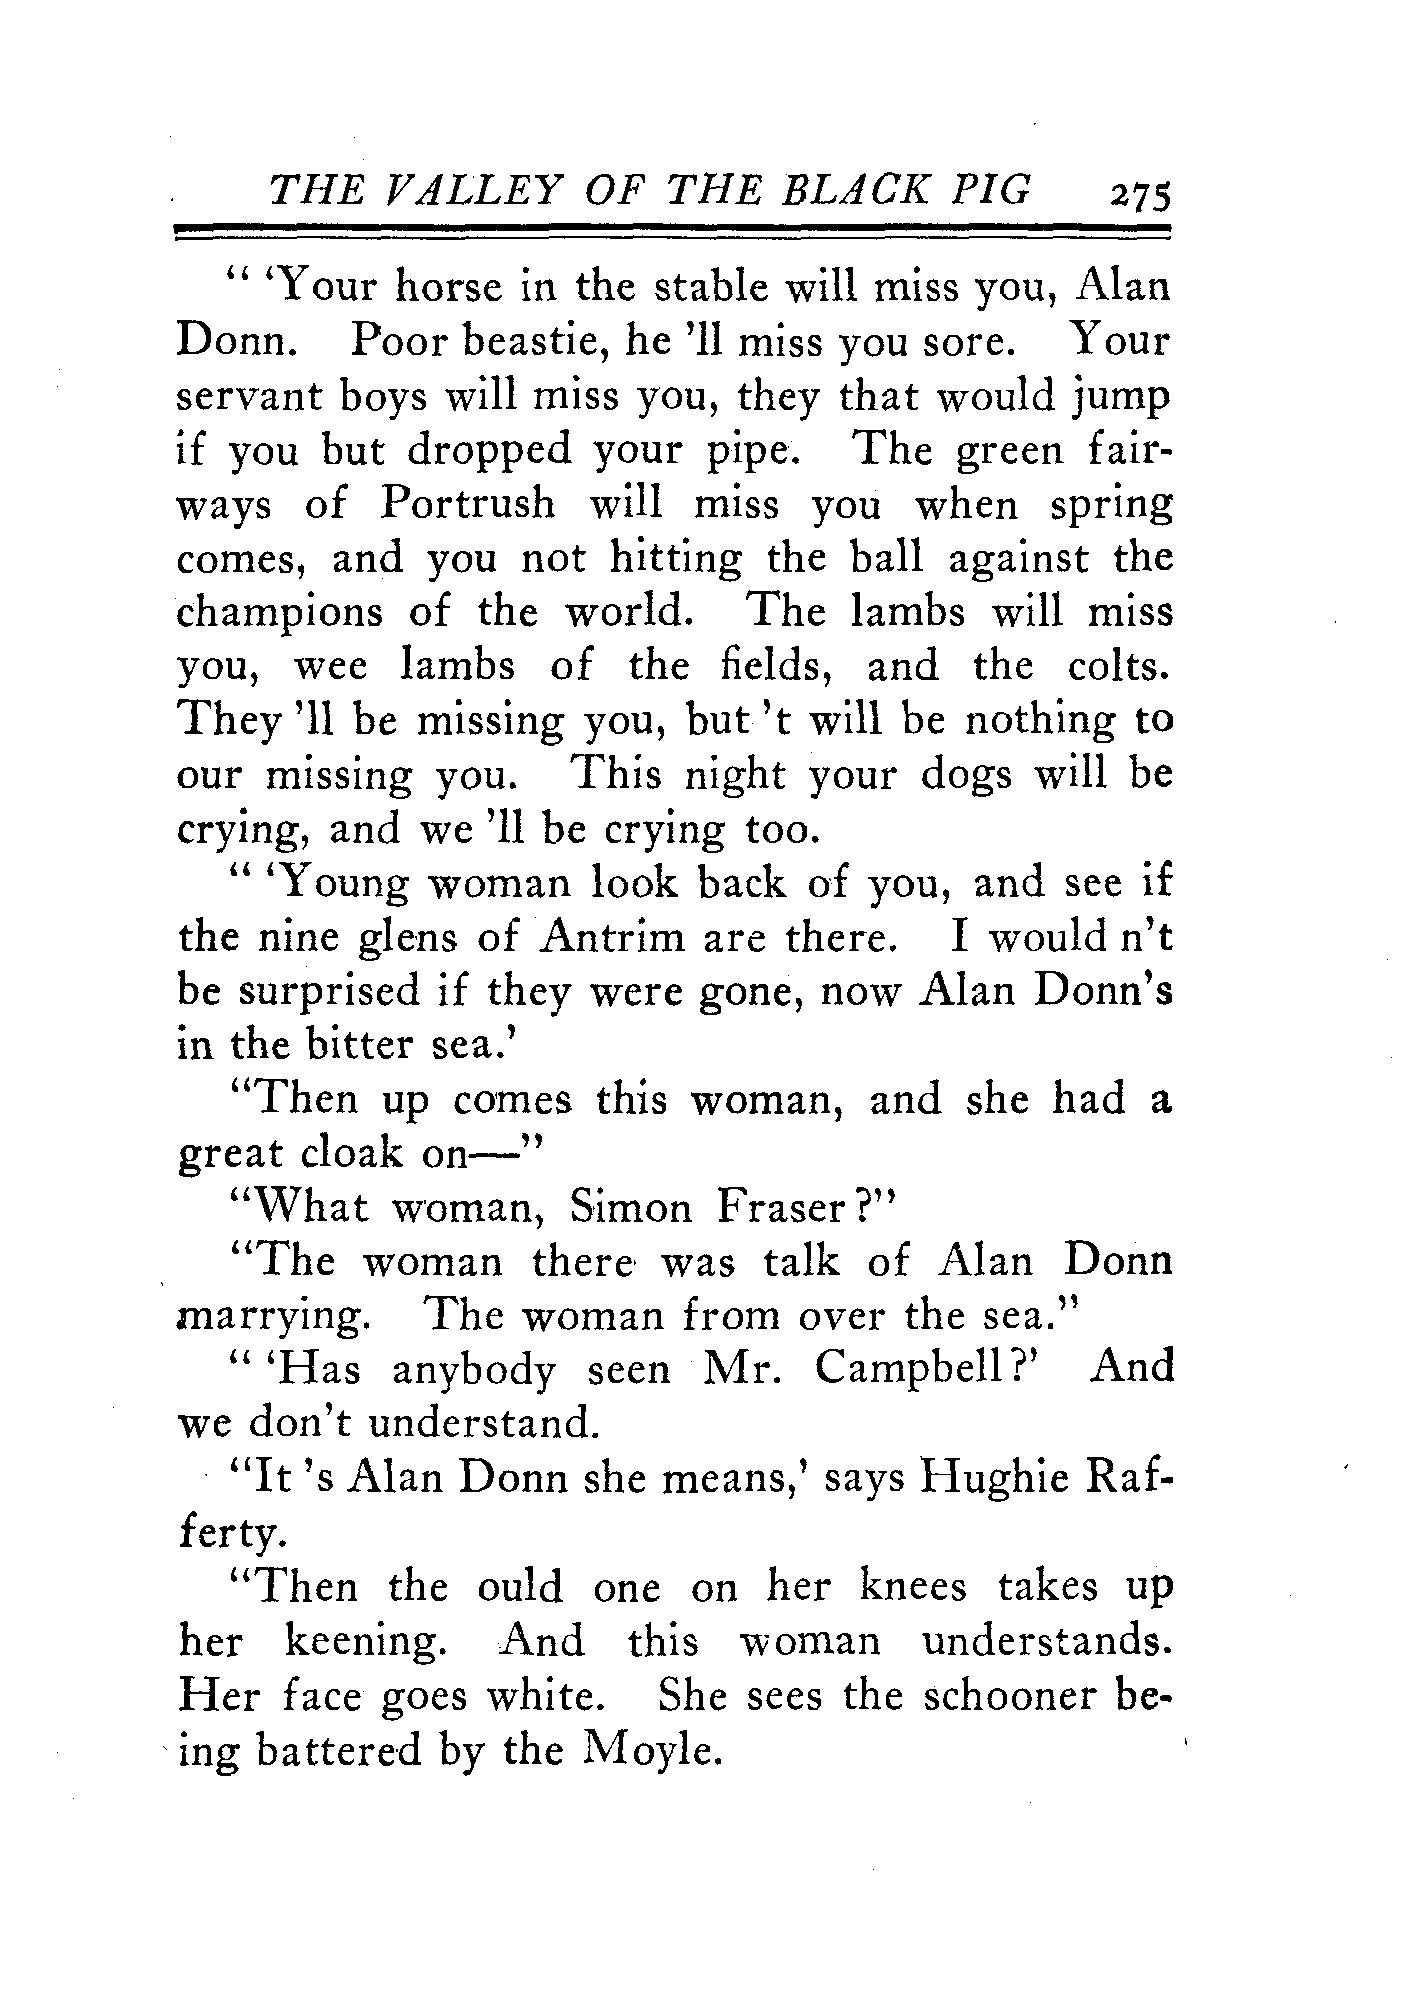 THE VALLEY OF THE BLACK PIG 275
“ ‘Your horse in the stable will miss you, Alan
Donn. Poor beastie, he ’ll miss you sore. Your
servant boys will miss you, they that would jump
if you but dropped your pipe. The green fair-
ways of Portrush will miss you when spring
comes, and you not hitting the ball against the
champions of the world. The lambs will miss
you, wee lambs of the fields, and the colts.
They ’ll be missing you, but ’t will be nothing to
our missing you. This night your dogs will be
crying, and we ’ll be crying too.
“ ‘Young woman look back of you, and see if
the nine glens of Antrim are there. I would n’t
be surprised if they were gone, now Alan Donn’s
in the bitter sea.’
“Then up comes this woman, and she had a
great cloak on—”
“What woman, Simon Fraser?”
“The woman there was talk of Alan Donn
marrying. The woman from over the sea.”
“ ‘Has anybody seen Mr. Campbell?’ And
we don’t understand.
“It ’s Alan Donn she means,’ says Hughie Raf-
ferty.
“Then the ould one on her knees takes up
her keening. And this woman understands.
Her face goes white. She sees the schooner be-
ing battered by the Moyle.